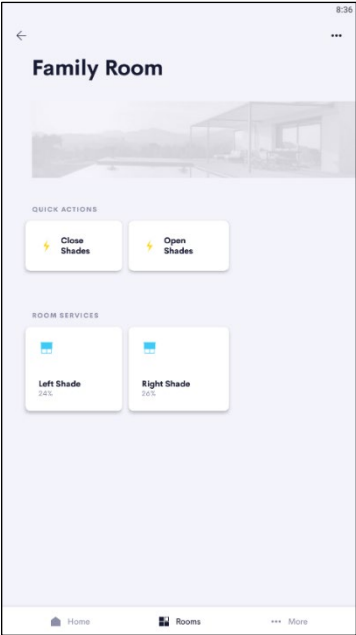 8:36
Family Room
QUICK ACTIONS
Close
Shades
Open
Shades
ROOM SERVICES
Left Shade
34%
Right Shade
26%
Home
Rooms
More